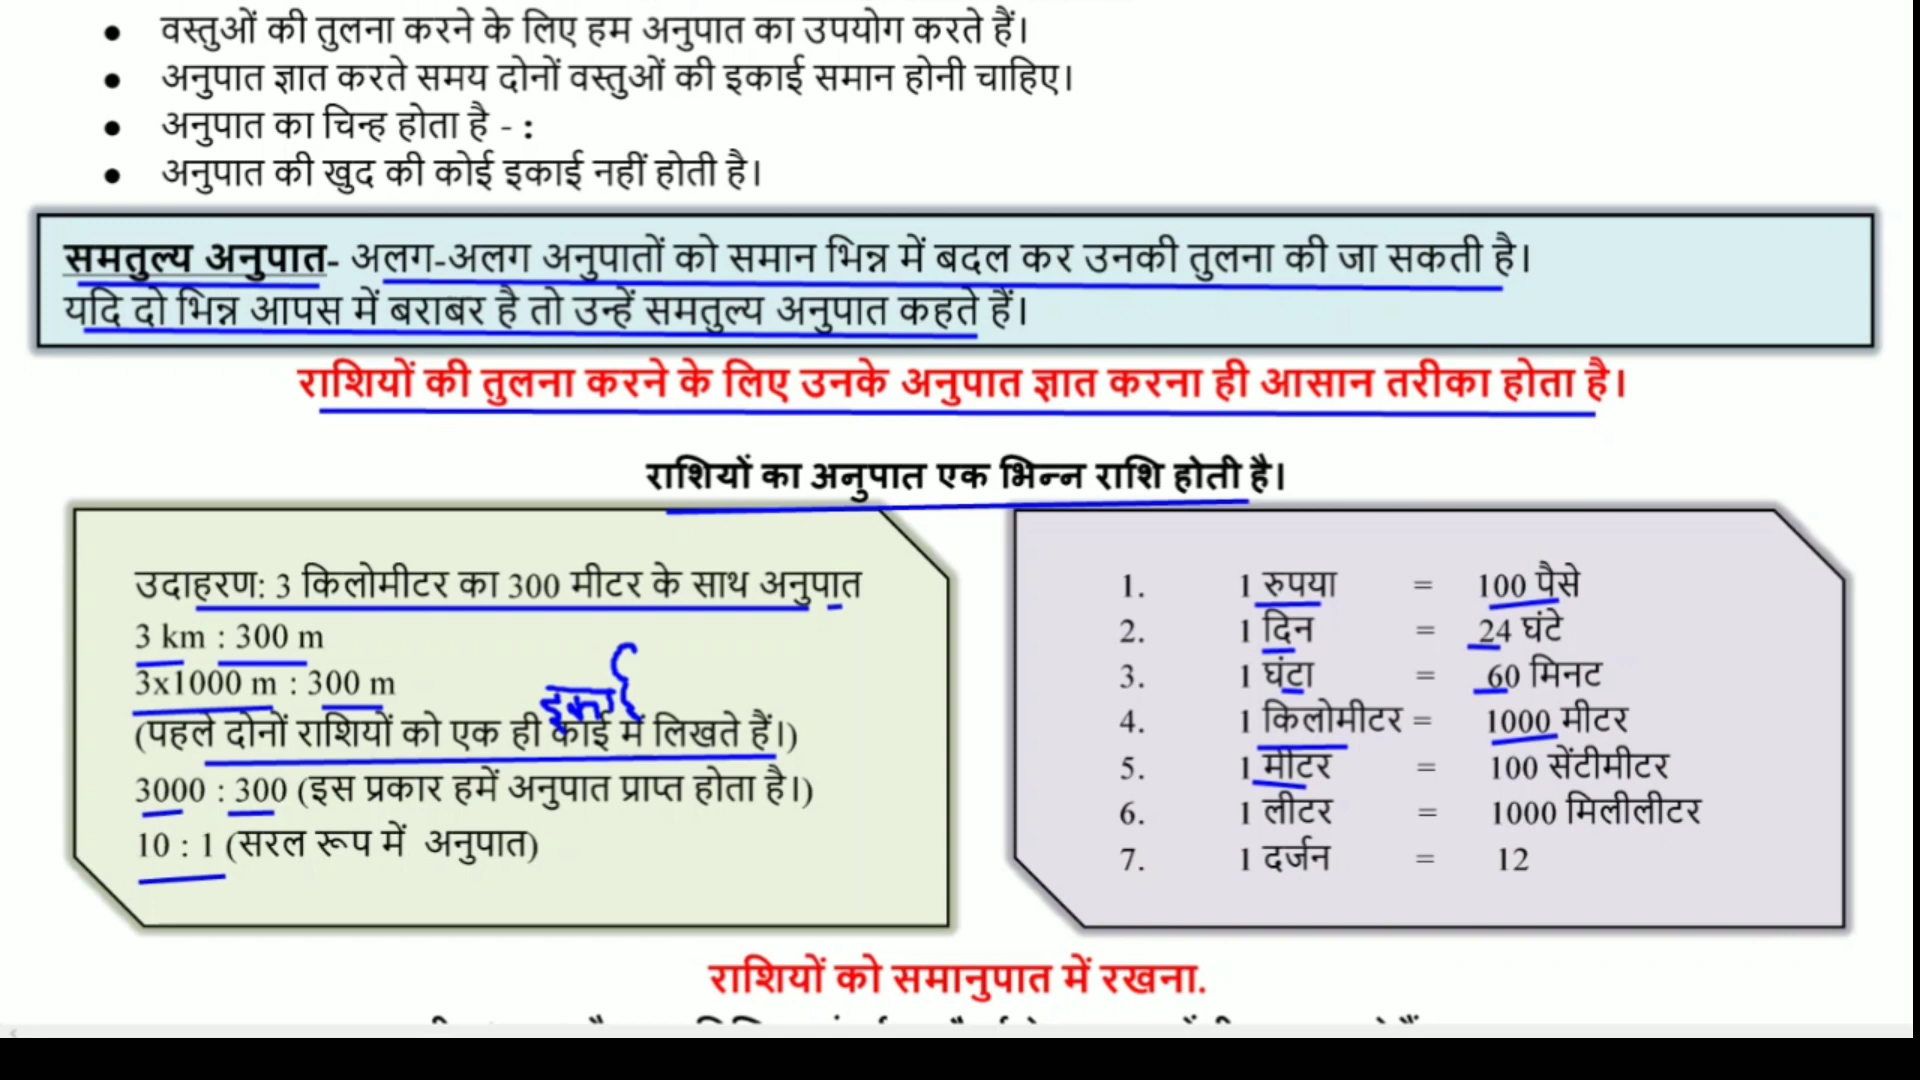 वस्तुओं की तुलना करने के लिए हम अनुपात का उपयोग करते हैं।
अनुपात ज्ञात करते समय दोनों वस्तुओं की इकाई समान होनी चाहिए।
अनुपात का चिन्ह होता है - :
अनुपात की खुद की कोई इकाई नहीं होती है।
समतुल्य अनुपात- अलग-अलग अनुपातों को समान भिन्न में बदल कर उनकी तुलना की जा सकती है।
यदि दो भिन्न आपस में बराबर है तो उन्हें समतुल्य अनुपात कहते हैं।
राशियों की तुलना करने के लिए उनके अनुपात ज्ञात करना ही आसान तरीका होता है।
राशियों का अनुपात एक भिन्न राशि होती है।
उदाहरण: 3 किलोमीटर का 300 मीटर के साथ अनुपात
3 km : 300 m
3x1000 m : 300 m
इकाई
(पहले दोनों राशियों को एक ही काई में लिखते हैं।)
3000 : 300 (इस प्रकार हमें अनुपात प्राप्त होता है।)
10 : 1 (सरल रूप में अनुपात)
1. 1 रुपया = 100 पैसे
2. 1 दिन = 24 घंटे
3. 1 घंटा = 60 मिनट
4. 1 किलोमीटर = 1000 मीटर
5. 1 मीटर = 100 सेंटीमीटर
6. 1 लीटर = 1000 मिलीलीटर
7. 1 दर्जन = 12
राशियों को समानुपात में रखना.